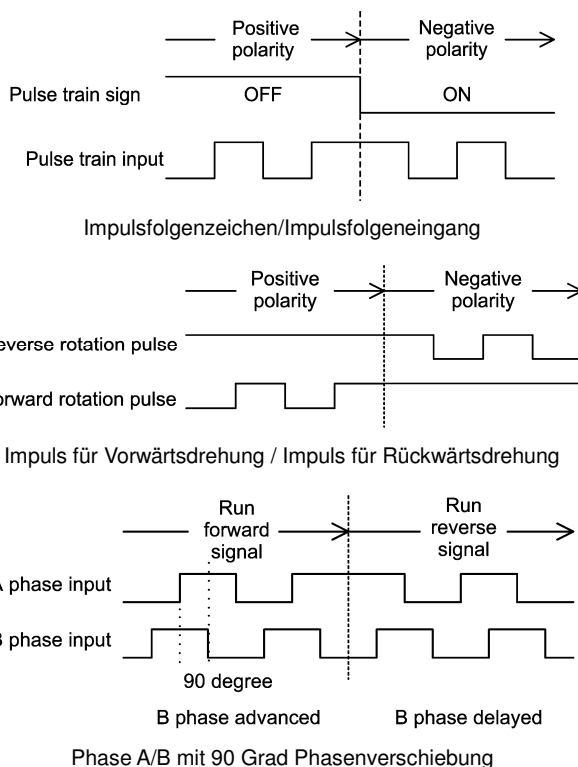 Positive Negative
polarity polarity
Pulse train sign OFF ON
Pulse train input
Impulsfolgenzeichen/Impulsfolgeneingang
Positive Negative
polarity polarity
everse rotation pulse
orward rotation pulse
Impuls für Vorwärtsdrehung / Impuls für Rückwärtsdrehung
Run Run
forward reverse
signal signal
A phase input
B phase input
90 degree
B phase advanced B phase delayed
Phase A/B mit 90 Grad Phasenverschiebung